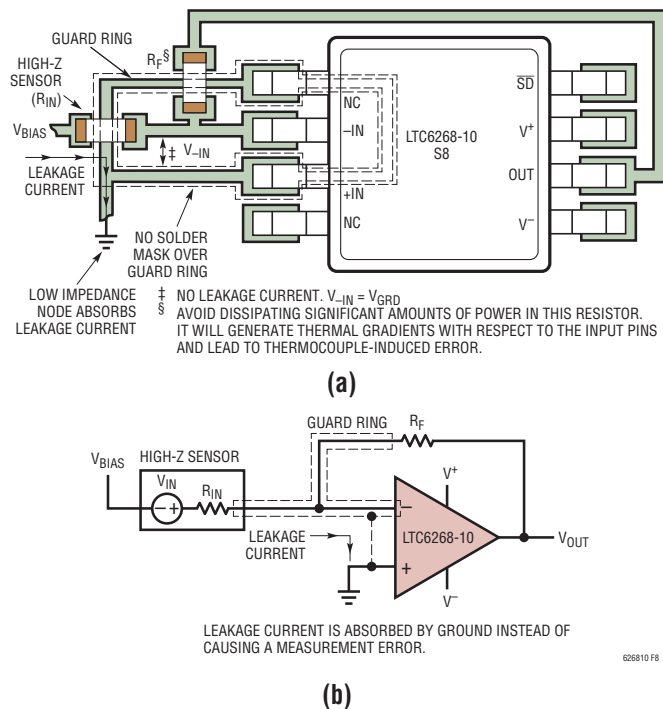 GUARD RING
R_F§
HIGH-Z
SENSOR
(R_IN)
V_BIAS
LEAKAGE
CURRENT
‡ V_–IN
NC
–IN
+IN
NC
LTC6268-10
S8
S̅D̅
V⁺
OUT
V⁻
NO SOLDER
MASK OVER
GUARD RING
LOW IMPEDANCE
NODE ABSORBS
LEAKAGE CURRENT
‡ NO LEAKAGE CURRENT. V_–IN = V_GRD
§ AVOID DISSIPATING SIGNIFICANT AMOUNTS OF POWER IN THIS RESISTOR.
IT WILL GENERATE THERMAL GRADIENTS WITH RESPECT TO THE INPUT PINS
AND LEAD TO THERMOCOUPLE-INDUCED ERROR.
(a)
GUARD RING
R_F
V_BIAS
HIGH-Z SENSOR
V_IN
– +
R_IN
V⁺
–
LTC6268-10
V_OUT
LEAKAGE
CURRENT
+
V⁻
LEAKAGE CURRENT IS ABSORBED BY GROUND INSTEAD OF
CAUSING A MEASUREMENT ERROR.
626810 F8
(b)